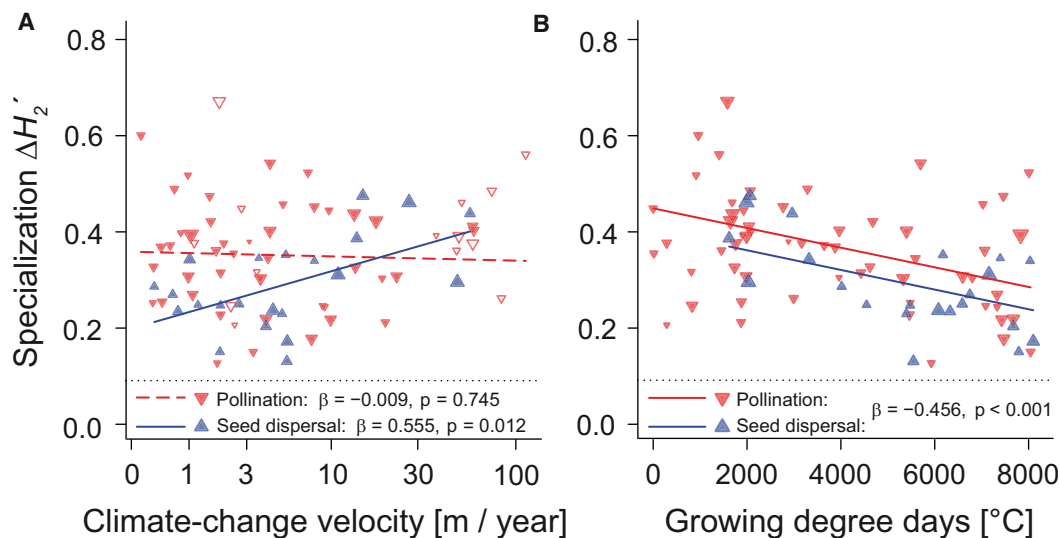 A
B
Specialization ΔH₂′
0.8
0.6
0.4
0.2
0.0
Pollination: β = −0.009, p = 0.745
Seed dispersal: β = 0.555, p = 0.012
0 1 3 10 30 100
Climate-change velocity [m / year]
0.8
0.6
0.4
0.2
0.0
Pollination:
β = −0.456, p < 0.001
Seed dispersal:
0 2000 4000 6000 8000
Growing degree days [°C]